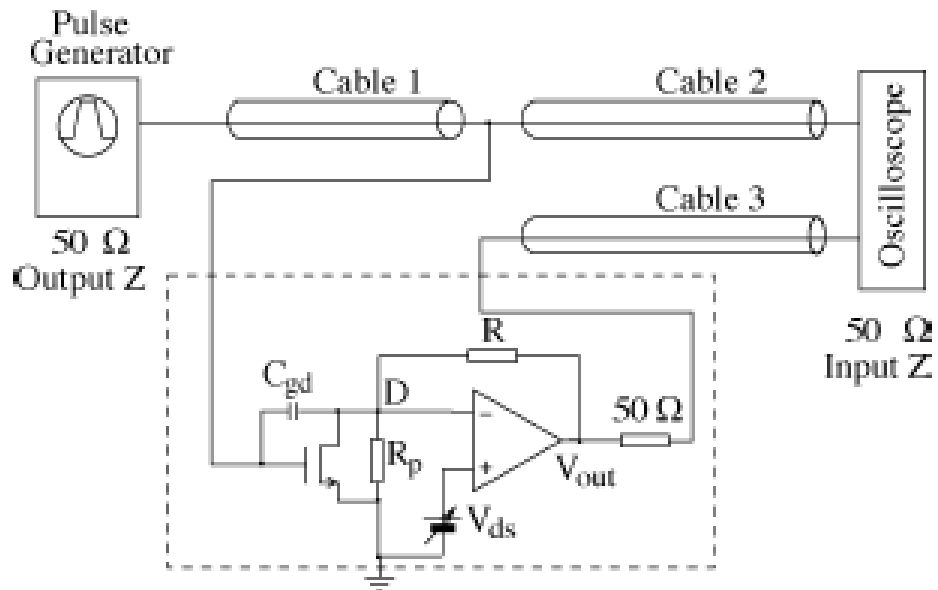 Pulse
Generator
Cable 1
Cable 2
Cable 3
Oscilloscope
50 Ω
Output Z
50 Ω
Input Z
R
Cgd
D
50 Ω
Rp
−
+
Vout
Vds